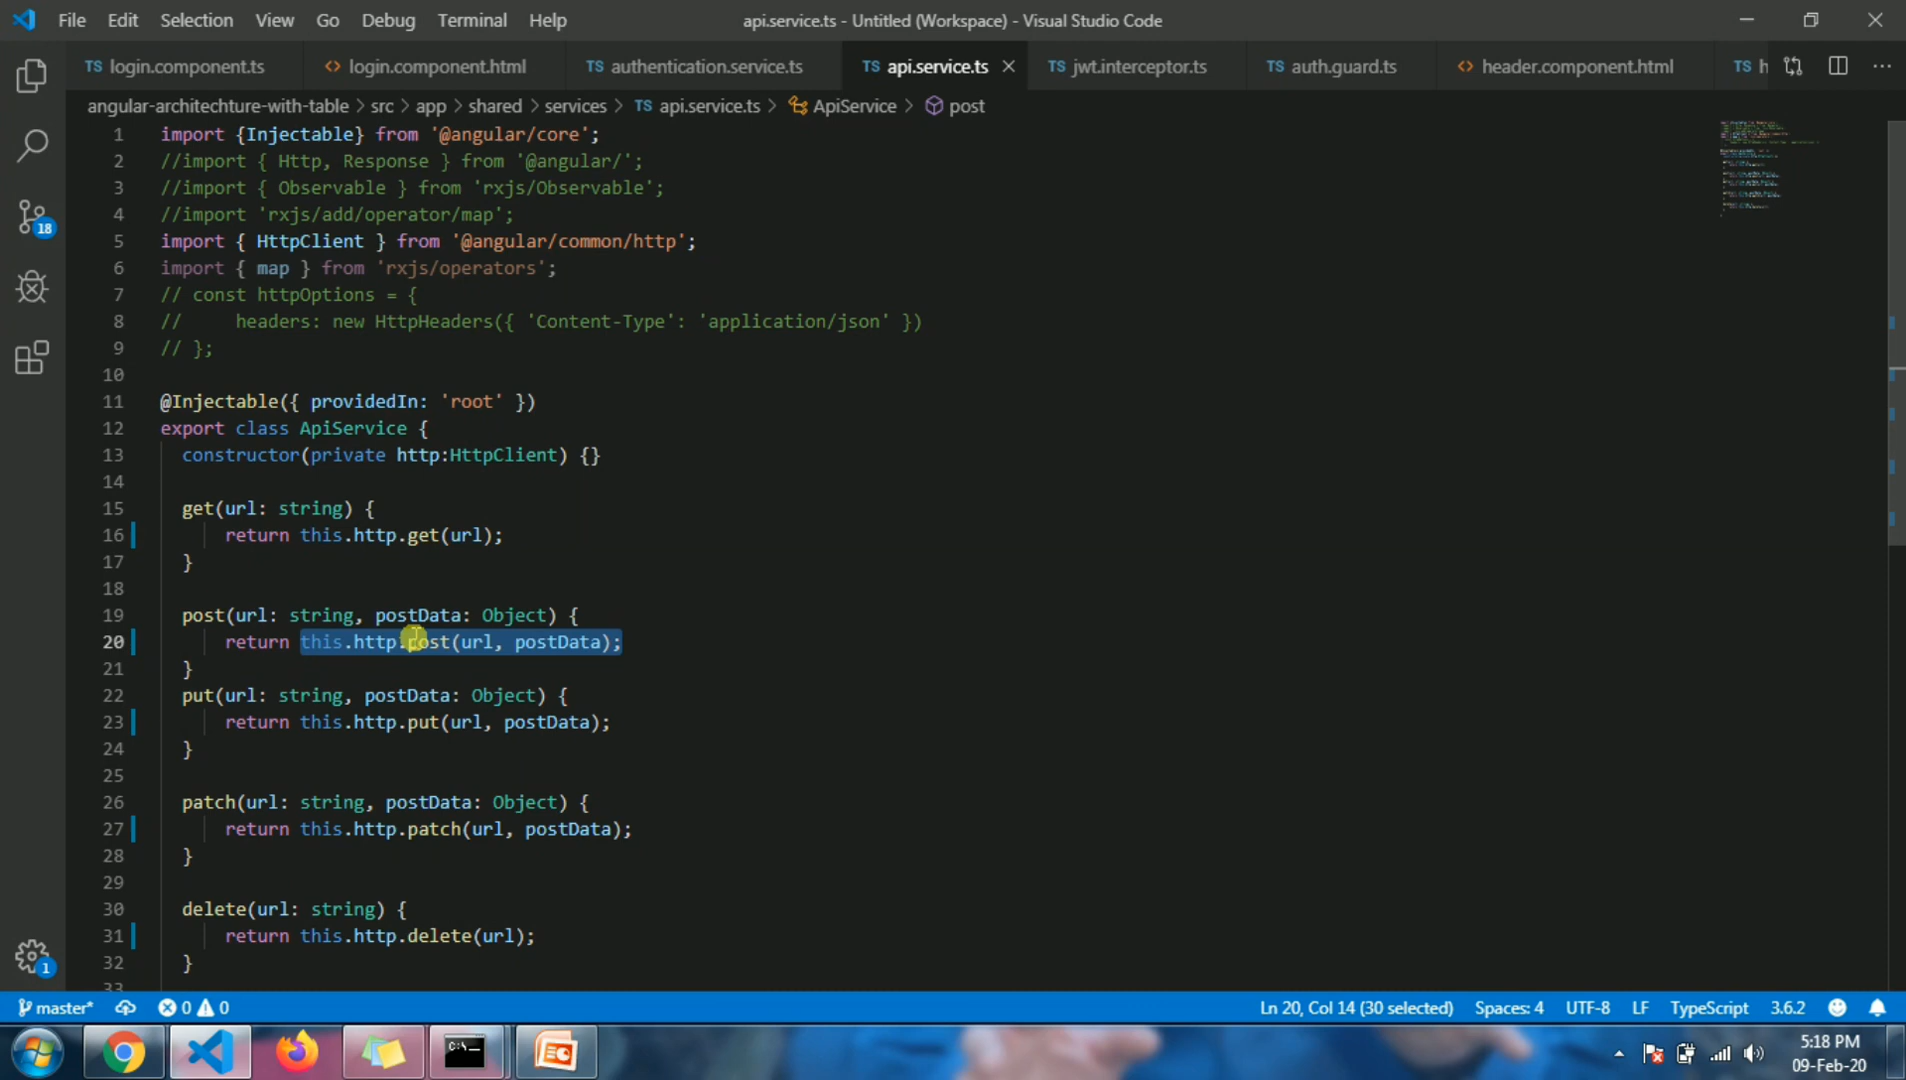 File Edit Selection View Go Debug Terminal Help api.service.ts - Untitled (Workspace) - Visual Studio Code
TS login.component.ts <> login.component.html TS authentication.service.ts TS api.service.ts TS jwt.interceptor.ts TS auth.guard.ts <> header.component.html TS h
angular-architechture-with-table > src > app > shared > services > TS api.service.ts > ApiService > post
1 import {Injectable} from '@angular/core';
2 //import { Http, Response } from '@angular/';
3 //import { Observable } from 'rxjs/Observable';
4 //import 'rxjs/add/operator/map';
5 import { HttpClient } from '@angular/common/http';
6 import { map } from 'rxjs/operators';
7 // const httpOptions = {
8 //     headers: new HttpHeaders({ 'Content-Type': 'application/json' })
9 // };
10
11 @Injectable({ providedIn: 'root' })
12 export class ApiService {
13   constructor(private http:HttpClient) {}
14
15   get(url: string) {
16       return this.http.get(url);
17   }
18
19   post(url: string, postData: Object) {
20       return this.http.post(url, postData);
21   }
22   put(url: string, postData: Object) {
23       return this.http.put(url, postData);
24   }
25
26   patch(url: string, postData: Object) {
27       return this.http.patch(url, postData);
28   }
29
30   delete(url: string) {
31       return this.http.delete(url);
32   }
33
18
1
master* 0 0 Ln 20, Col 14 (30 selected) Spaces: 4 UTF-8 LF TypeScript 3.6.2
C:\
5:18 PM
09-Feb-20